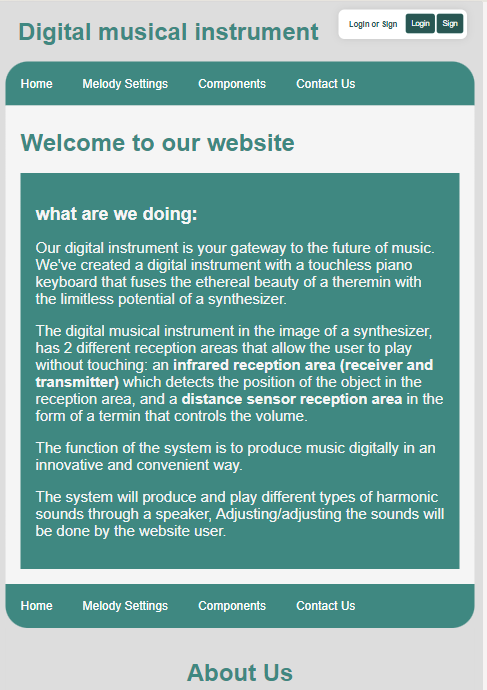 Digital musical instrument
Login or Sign Login Sign
Home Melody Settings Components Contact Us
Welcome to our website
what are we doing:
Our digital instrument is your gateway to the future of music.
We've created a digital instrument with a touchless piano
keyboard that fuses the ethereal beauty of a theremin with
the limitless potential of a synthesizer.
The digital musical instrument in the image of a synthesizer,
has 2 different reception areas that allow the user to play
without touching: an infrared reception area (receiver and
transmitter) which detects the position of the object in the
reception area, and a distance sensor reception area in the
form of a termin that controls the volume.
The function of the system is to produce music digitally in an
innovative and convenient way.
The system will produce and play different types of harmonic
sounds through a speaker, Adjusting/adjusting the sounds will
be done by the website user.
Home Melody Settings Components Contact Us
About Us